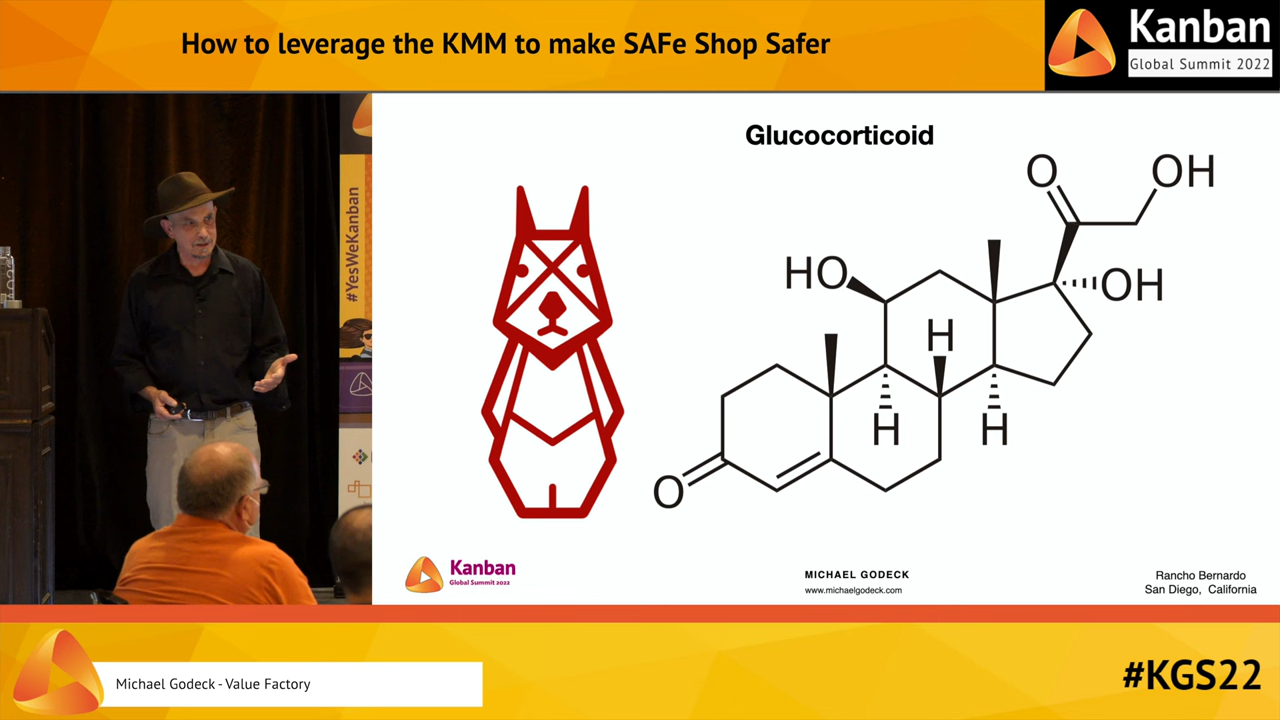 How to leverage the KMM to make SAFe Shop Safer
Kanban
Global Summit 2022
#YesWeKanban
Glucocorticoid
O
OH
HO
OH
H
H
H
O
Kanban
Global Summit 2022
MICHAEL GODECK
www.michaelgodeck.com
Rancho Bernardo
San Diego, California
Michael Godeck - Value Factory
#KGS22